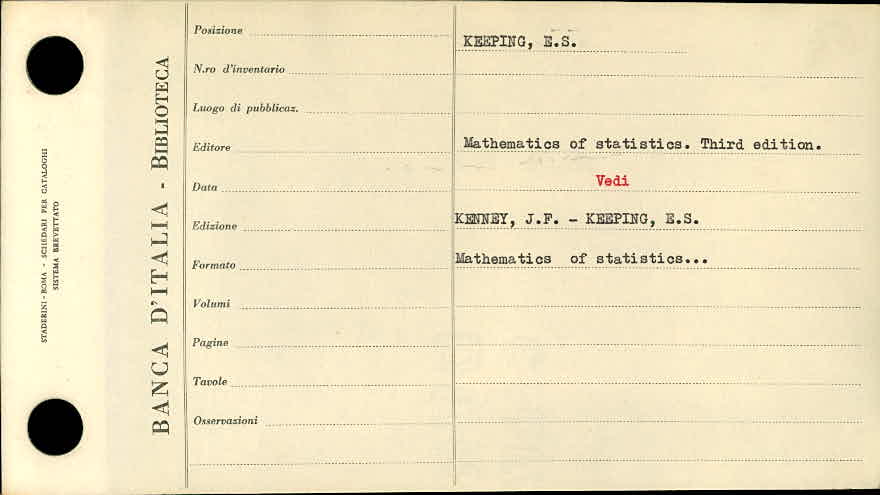 STADERINI - ROMA - SCHEDARI PER CATALOGHI
SISTEMA BREVETTATO
BANCA D'ITALIA - BIBLIOTECA
Posizione
N.ro d'inventario
Luogo di pubblicaz.
Editore
Data
Edizione
Formato
Volumi
Pagine
Tavole
Osservazioni
KEEPING, E.S.
Mathematics of statistics. Third edition.
Vedi
KENNEY, J.F. - KEEPING, E.S.
Mathematics of statistics...